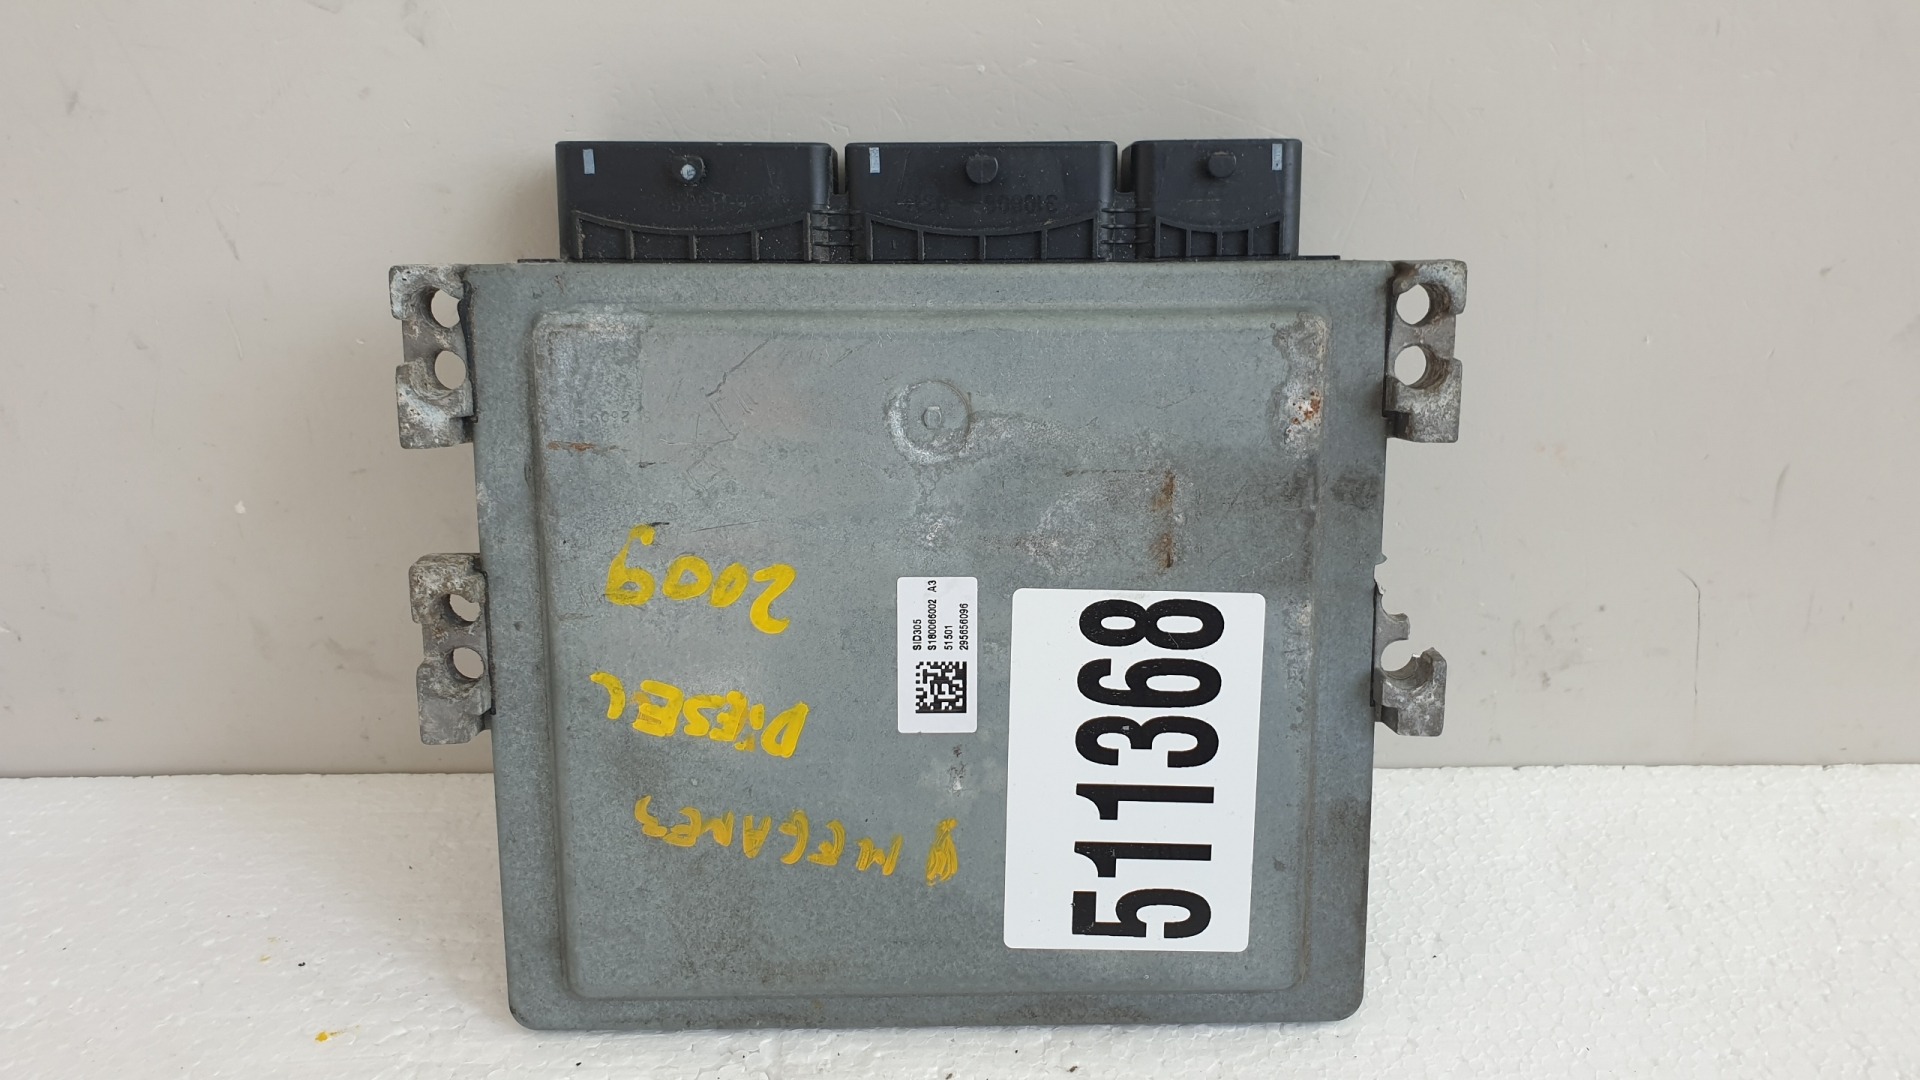 SID305
S180066002 A3
51501
295656096
511368
MEGANE3
DiESEL
2009